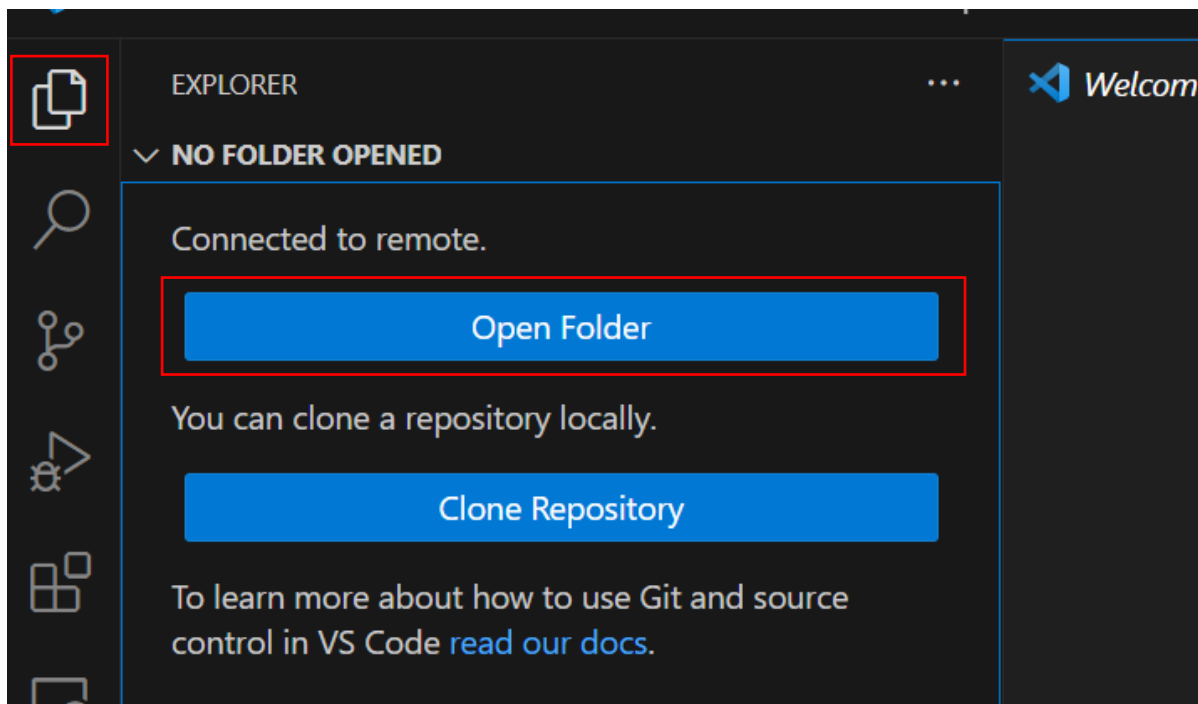 EXPLORER
···
Welcom
NO FOLDER OPENED
Connected to remote.
Open Folder
You can clone a repository locally.
Clone Repository
To learn more about how to use Git and source
control in VS Code read our docs.